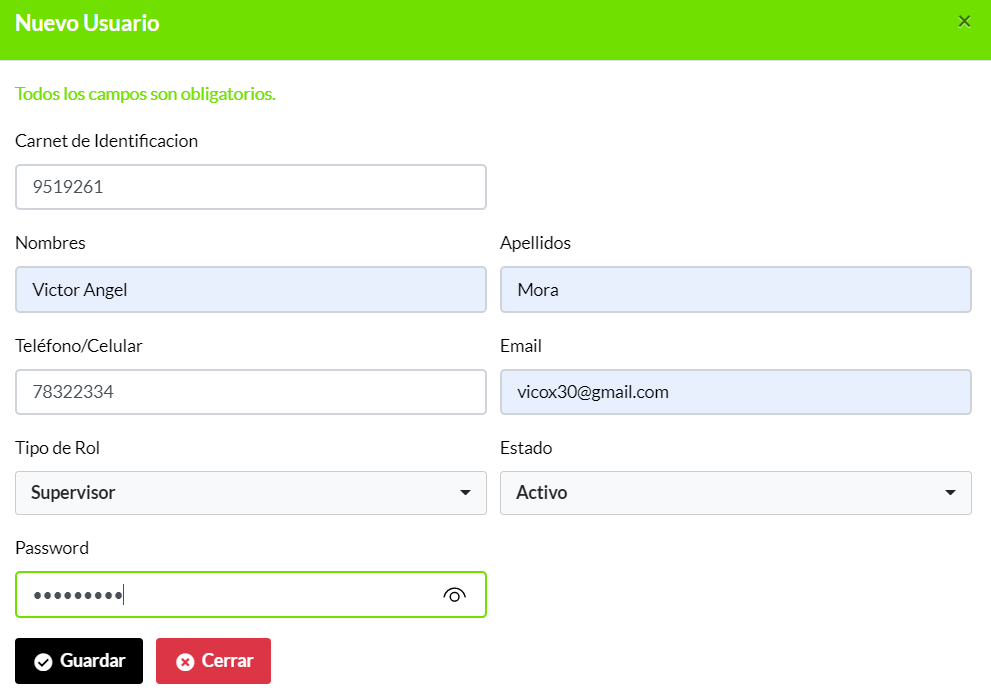 Nuevo Usuario ×
Todos los campos son obligatorios.
Carnet de Identificacion
9519261
Nombres Apellidos
Victor Angel Mora
Teléfono/Celular Email
78322334 vicox30@gmail.com
Tipo de Rol Estado
Supervisor Activo
Password
•••••••••
Guardar Cerrar